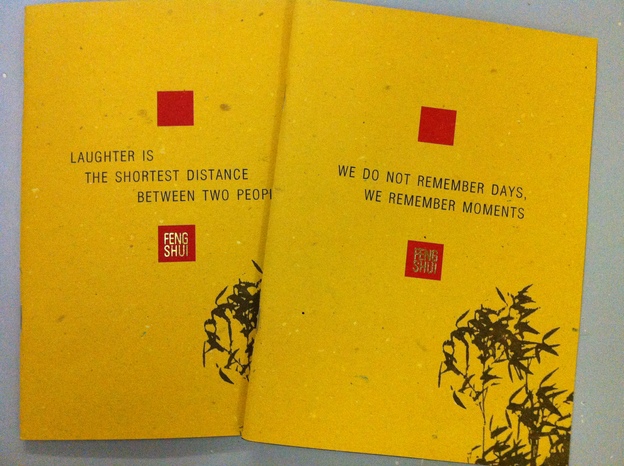 LAUGHTER IS
THE SHORTEST DISTANCE
BETWEEN TWO
FENG
SHUI
WE DO NOT REMEMBER DAYS,
WE REMEMBER MOMENTS
FENG
SHUI